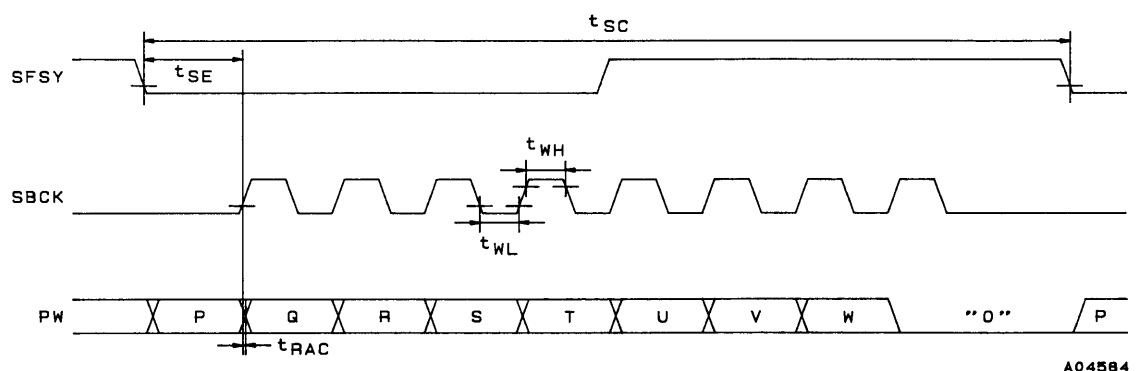 tSC
SFSY
tSE
tWH
SBCK
tWL
PW P Q R S T U V W "0" P
tRAC
A04584